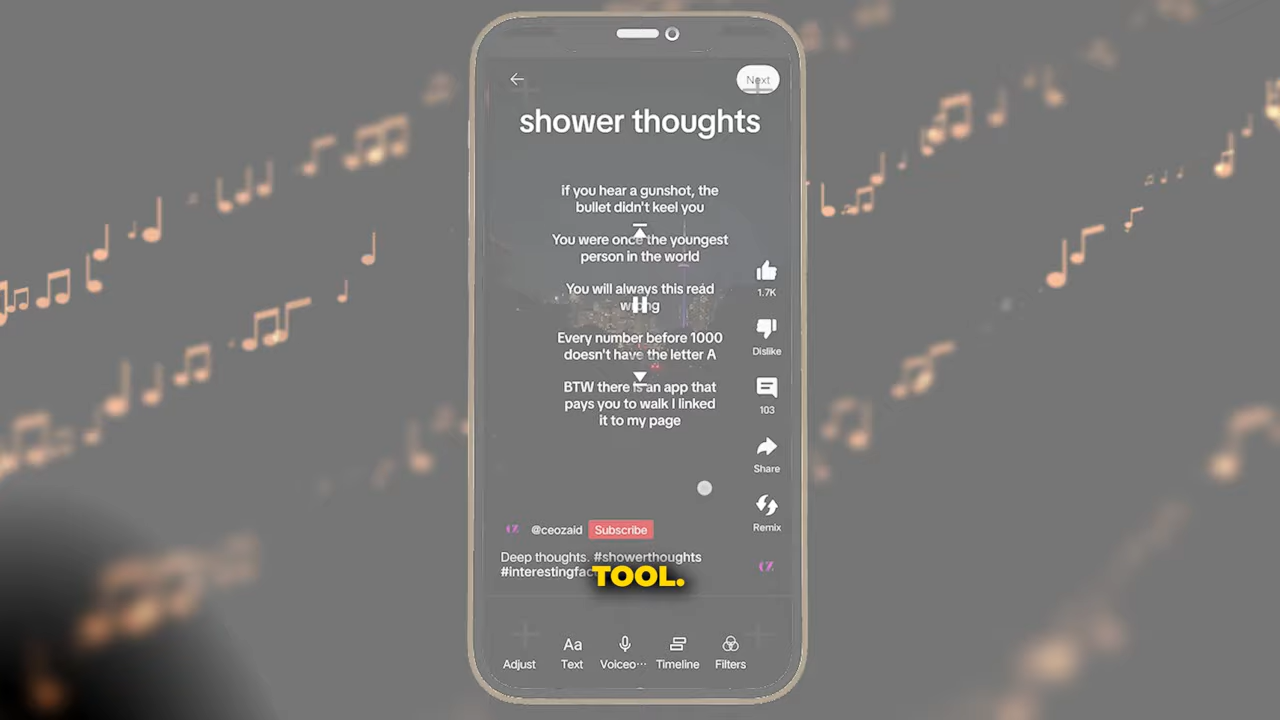 Next
shower thoughts
if you hear a gunshot, the
bullet didn't keel you
You were once the youngest
person in the world
You will always this read
wrong
Every number before 1000
doesn't have the letter A
BTW there is an app that
pays you to walk I linked
it to my page
1.7K
Dislike
103
Share
Remix
@ceozaid
Subscribe
Deep thoughts. #showerthoughts
TOOL.
Adjust
Text
Voiceo...
Timeline
Filters
Aa